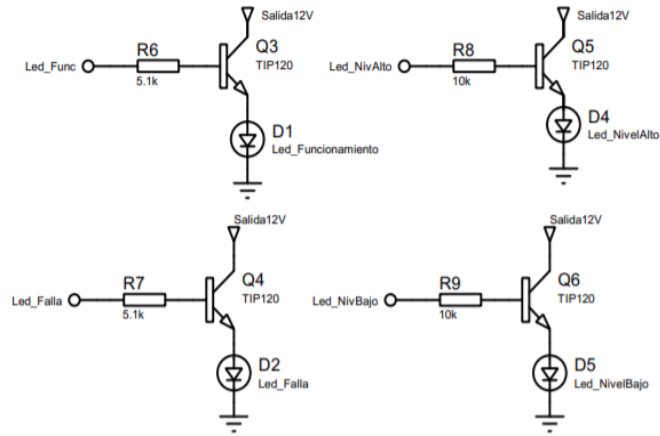 Salida12V
Led_Func
R6
5.1k
Q3
TIP120
D1
Led_Funcionamiento
Salida12V
Led_NivAlto
R8
10k
Q5
TIP120
D4
Led_NivelAlto
Salida12V
Led_Falla
R7
5.1k
Q4
TIP120
D2
Led_Falla
Salida12V
Led_NivBajo
R9
10k
Q6
TIP120
D5
Led_NivelBajo